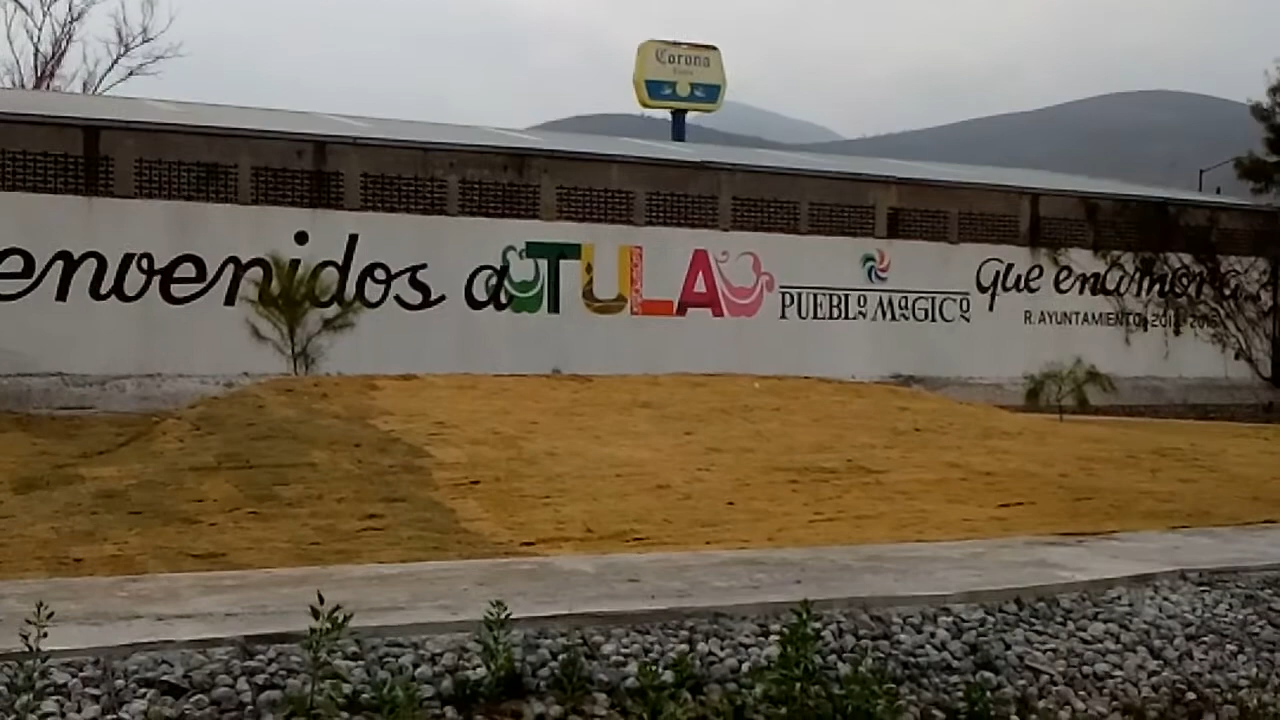 Corona
envenidos a TULA
PUEBLO MaGICO
que enamora...
R. AYUNTAMIENTO